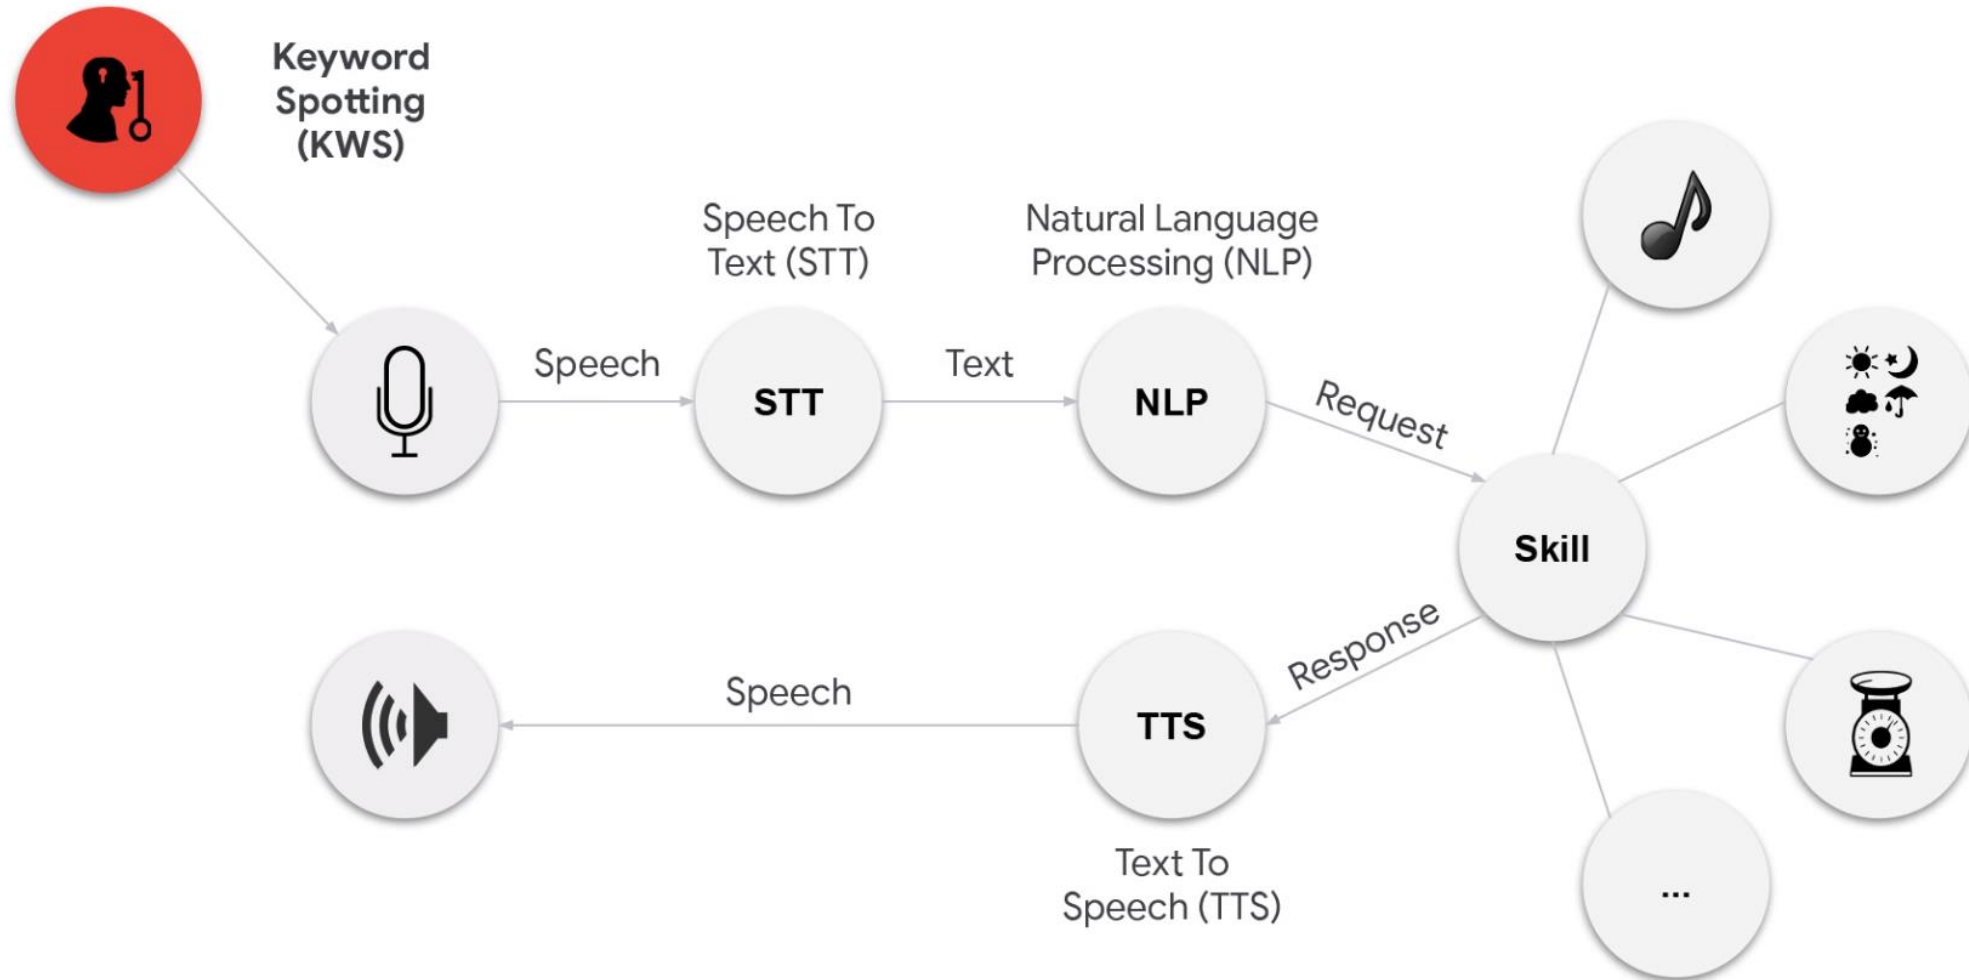 Keyword
Spotting
(KWS)
Speech To
Text (STT)
Natural Language
Processing (NLP)
Speech
STT
Text
NLP
Request
Skill
Response
Speech
TTS
Text To
Speech (TTS)
...